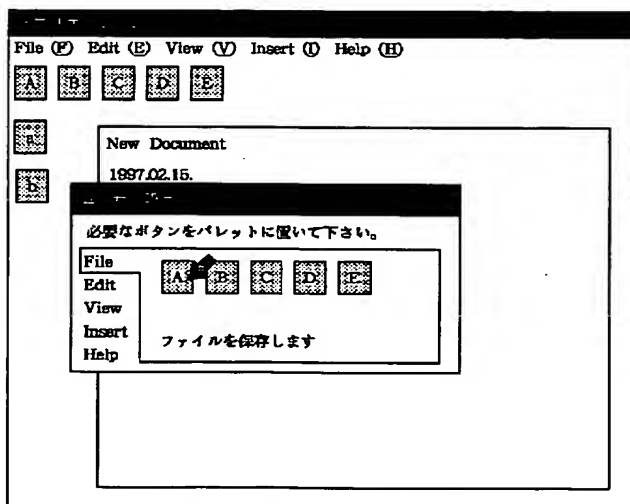 File (F) Edit (E) View (V) Insert (I) Help (H)
A B C D E
a
b
New Document
1997.02.15.
必要なボタンをパレットに置いて下さい。
File
Edit
View
Insert
Help
A B C D E
ファイルを保存します